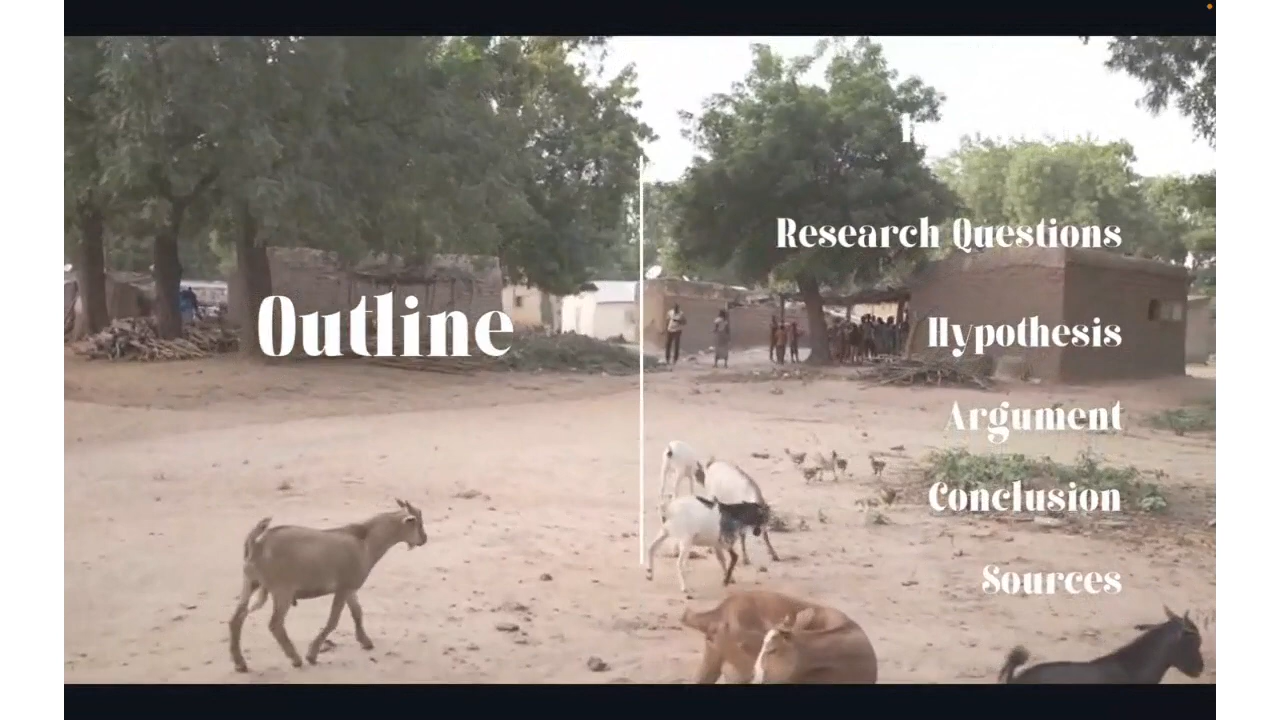 Outline
Research Questions
Hypothesis
Argument
Conclusion
Sources